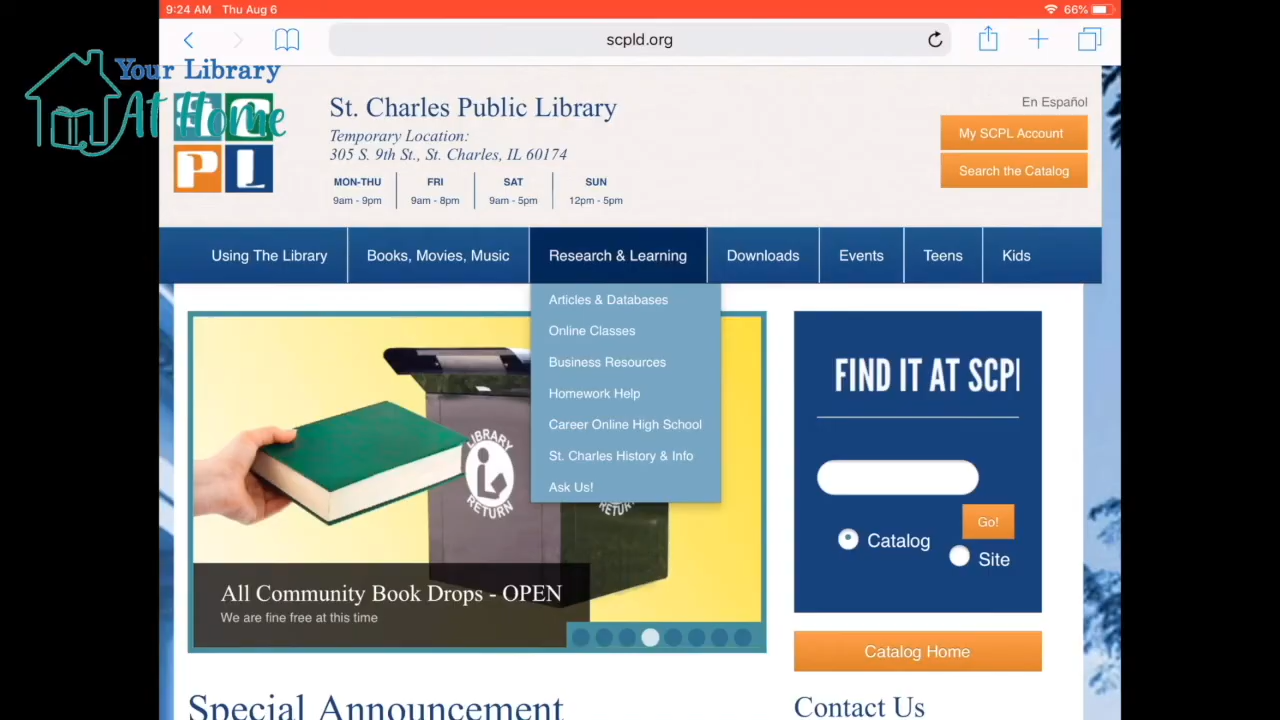 9:24 AM Thu Aug 6
66%
scpld.org
Your Library
At Home
S C
P L
St. Charles Public Library
Temporary Location:
305 S. 9th St., St. Charles, IL 60174
MON-THU FRI SAT SUN
9am - 9pm 9am - 8pm 9am - 5pm 12pm - 5pm
En Español
My SCPL Account
Search the Catalog
Using The Library Books, Movies, Music Research & Learning Downloads Events Teens Kids
Articles & Databases
Online Classes
Business Resources
Homework Help
Career Online High School
St. Charles History & Info
Ask Us!
LIBRARY
RETURN
All Community Book Drops - OPEN
We are fine free at this time
FIND IT AT SCPL
Go!
Catalog
Site
Catalog Home
Special Announcement
Contact Us